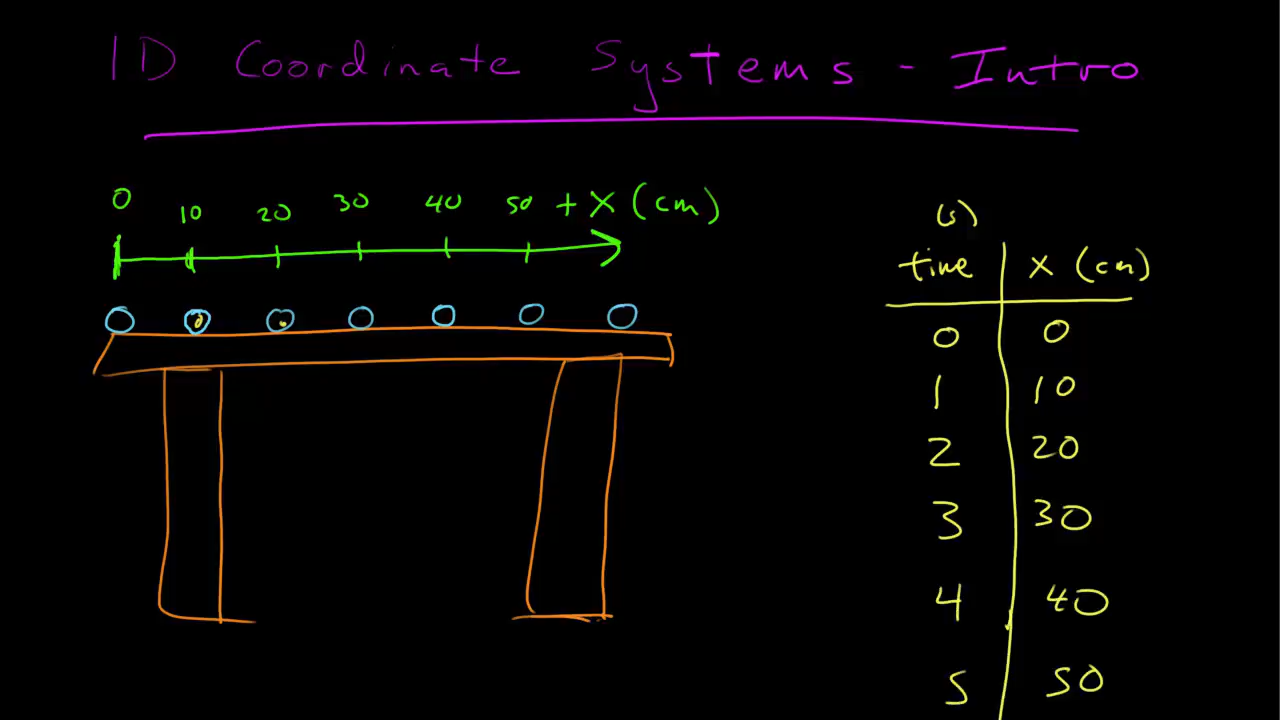 1D Coordinate Systems - Intro
0 10 20 30 40 50 + X (cm)
(s)
time X (cm)
0 0
1 10
2 20
3 30
4 40
5 50